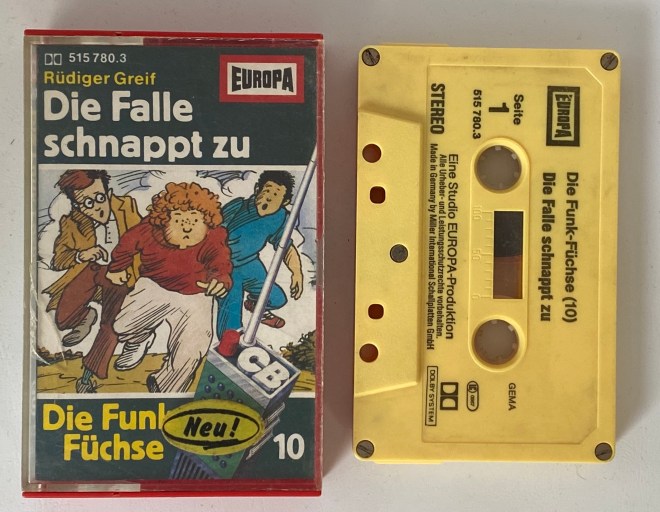 DD 515 780.3
Rüdiger Greif
EUROPA
Die Falle
schnappt zu
CB
Die Funk
Füchse
Neu!
10
EUROPA
Die Funk-Füchse (10)
Die Falle schnappt zu
Seite
1
515 780.3
STEREO
GEMA
Eine Studio EUROPA-Produktion
Alle Urheber- und Leistungsschutzrechte vorbehalten.
Made in Germany by Miller International Schallplatten GmbH
DOLBY SYSTEM